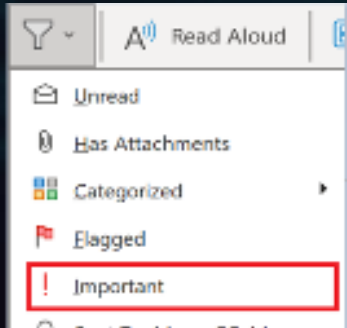 Read Aloud
Unread
Has Attachments
Categorized
Flagged
Important